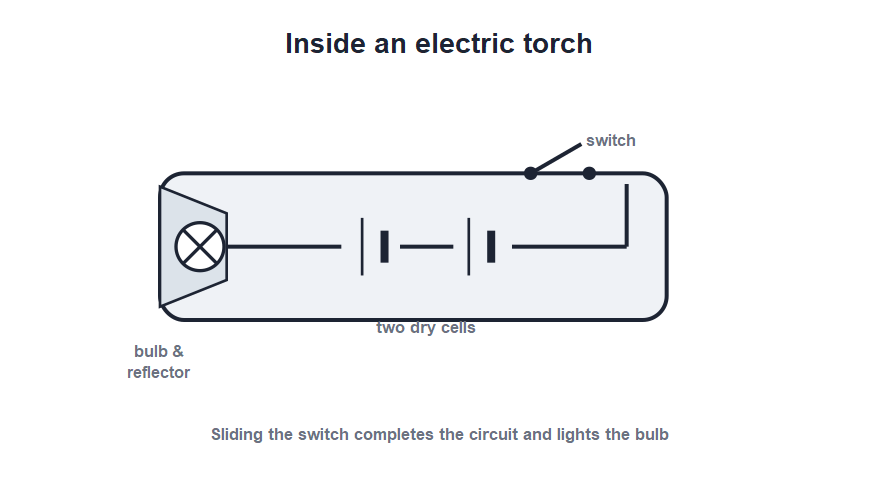 Inside an electric torch
switch
two dry cells
bulb &
reflector
Sliding the switch completes the circuit and lights the bulb